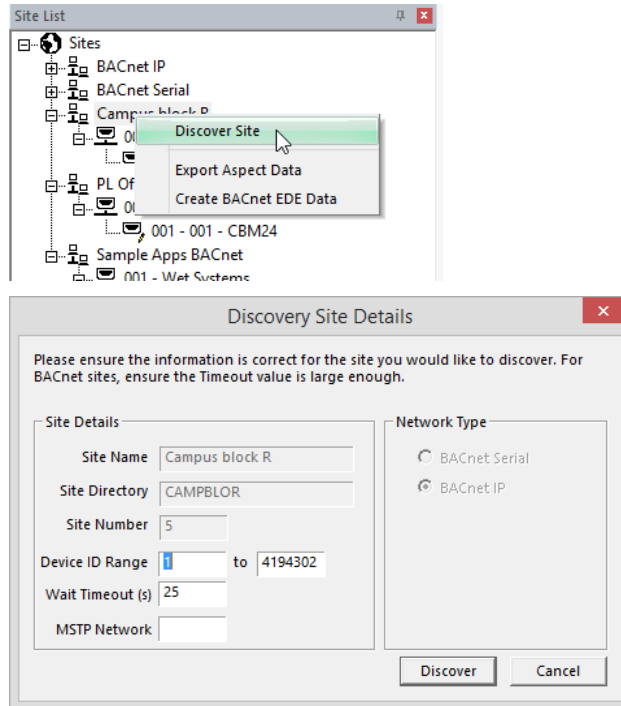 Site List
Sites
BACnet IP
BACnet Serial
Campus block R
00
Discover Site
Export Aspect Data
Create BACnet EDE Data
PL Of
00
001 - 001 - CBM24
Sample Apps BACnet
001 - Wet Systems
Discovery Site Details
Please ensure the information is correct for the site you would like to discover. For
BACnet sites, ensure the Timeout value is large enough.
Site Details
Network Type
Site Name Campus block R
BACnet Serial
Site Directory CAMPBLOR
BACnet IP
Site Number 5
Device ID Range 1 to 4194302
Wait Timeout (s) 25
MSTP Network
Discover Cancel